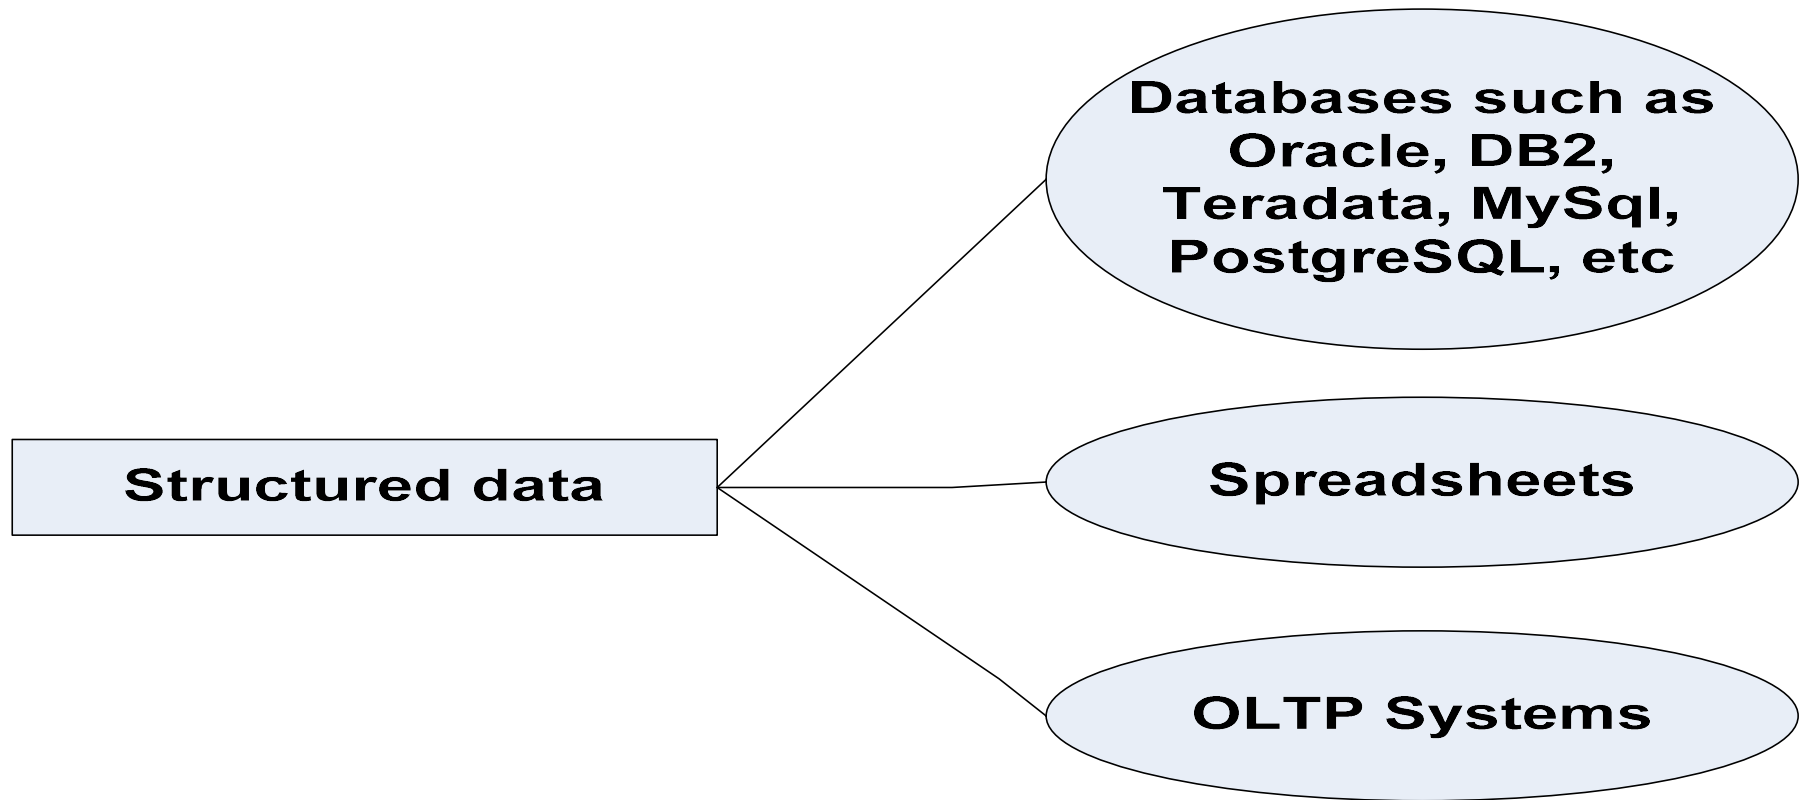 Databases such as
Oracle, DB2,
Teradata, MySql,
PostgreSQL, etc
Structured data
Spreadsheets
OLTP Systems